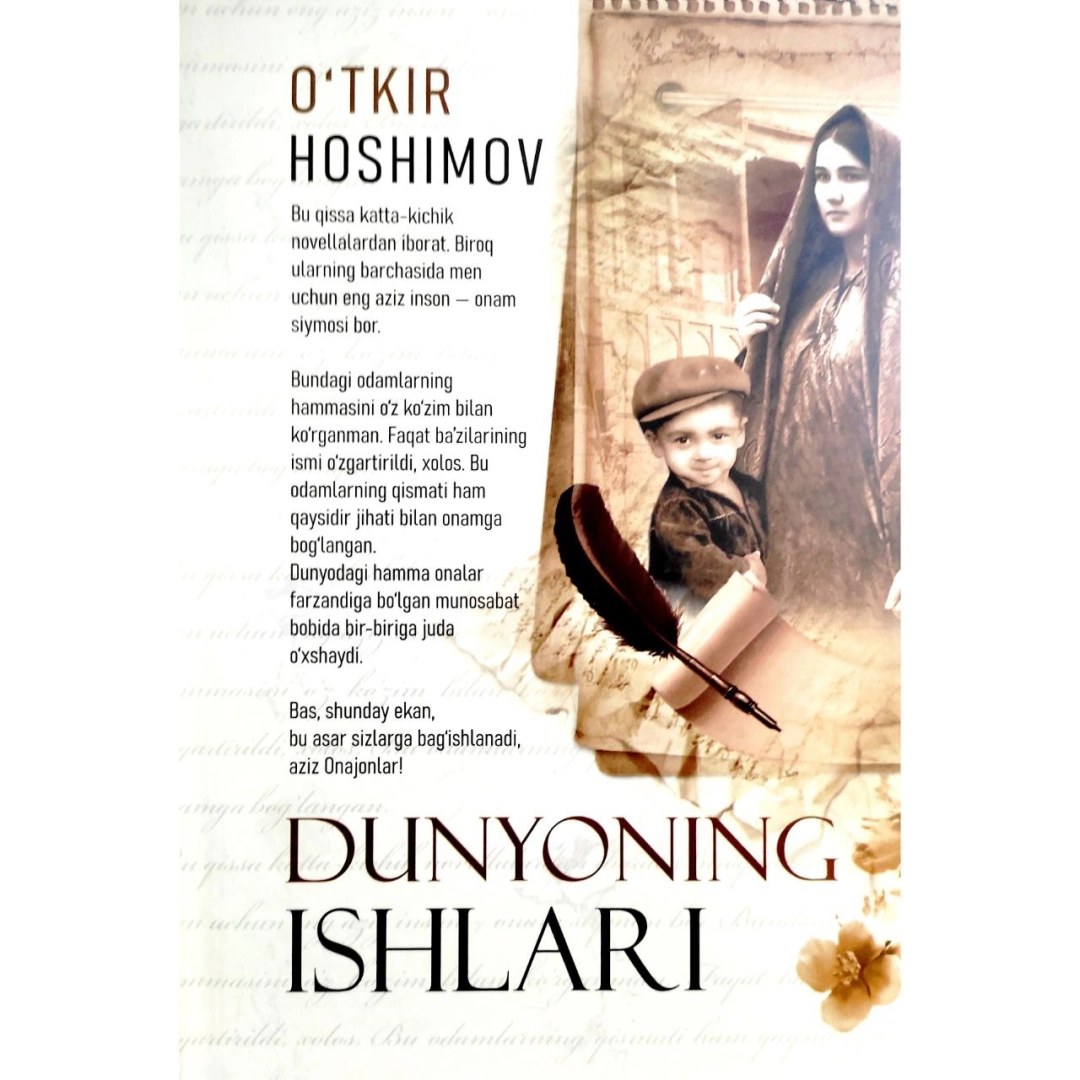 O‘TKIR
HOSHIMOV
Bu qissa katta-kichik
novellalardan iborat. Biroq
ularning barchasida men
uchun eng aziz inson — onam
siymosi bor.
Bundagi odamlarning
hammasini o‘z ko‘zim bilan
ko‘rganman. Faqat ba’zilarining
ismi o‘zgartirildi, xolos. Bu
odamlarning qismati ham
qaysidir jihati bilan onamga
bog‘langan.
Dunyodagi hamma onalar
farzandiga bo‘lgan munosabat
bobida bir-biriga juda
o‘xshaydi.
Bas, shunday ekan,
bu asar sizlarga bag‘ishlanadi,
aziz Onajonlar!
DUNYONING
ISHLARI